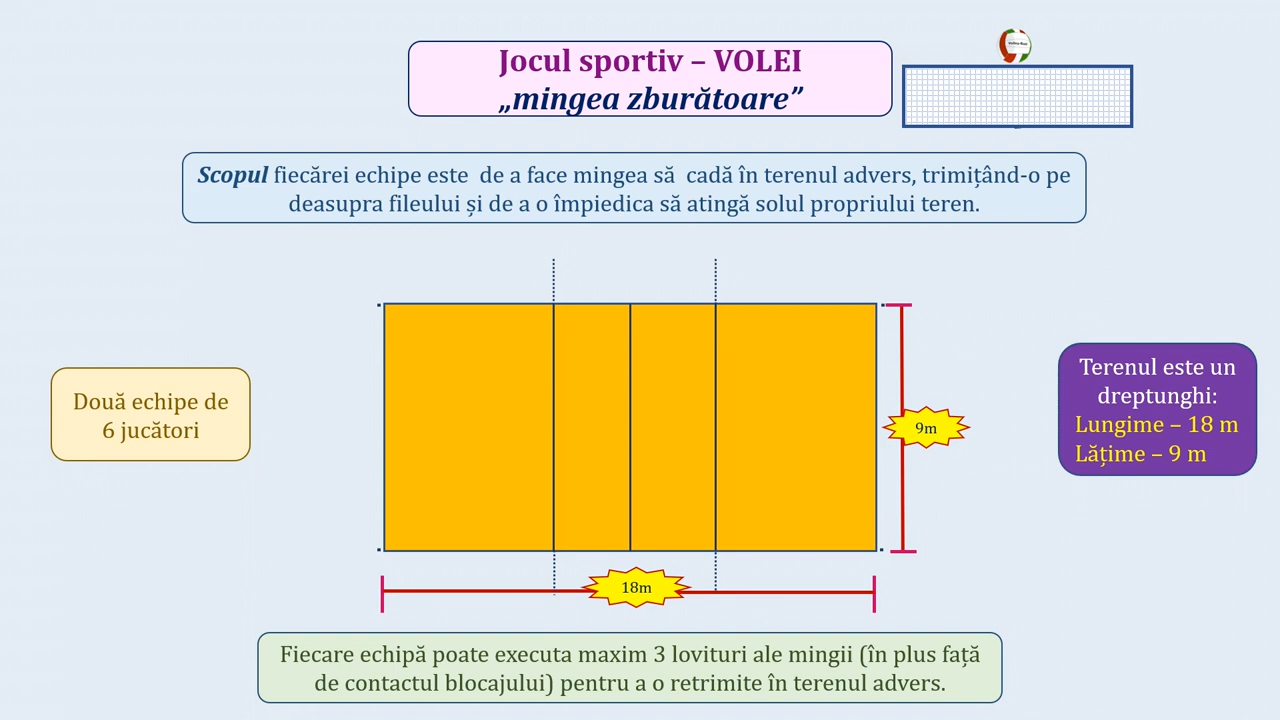 Jocul sportiv – VOLEI
„mingea zburătoare”
Scopul fiecărei echipe este de a face mingea să cadă în terenul advers, trimițând-o pe
deasupra fileului și de a o împiedica să atingă solul propriului teren.
Două echipe de
6 jucători
9m
Terenul este un
dreptunghi:
Lungime – 18 m
Lățime – 9 m
18m
Fiecare echipă poate executa maxim 3 lovituri ale mingii (în plus față
de contactul blocajului) pentru a o retrimite în terenul advers.